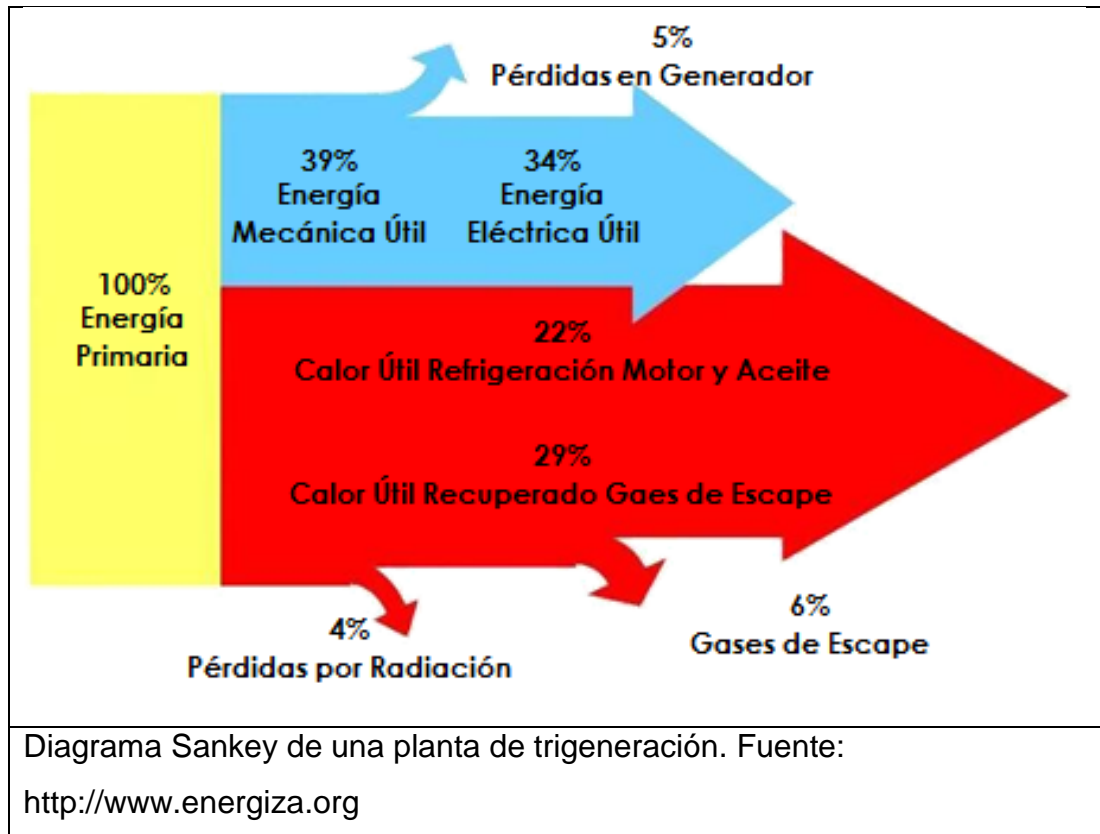 5%
Pérdidas en Generador
39%
Energía
Mecánica Útil
34%
Energía
Eléctrica Útil
100%
Energía
Primaria
22%
Calor Útil Refrigeración Motor y Aceite
29%
Calor Útil Recuperado Gaes de Escape
4%
Pérdidas por Radiación
6%
Gases de Escape
Diagrama Sankey de una planta de trigeneración. Fuente:
http://www.energiza.org